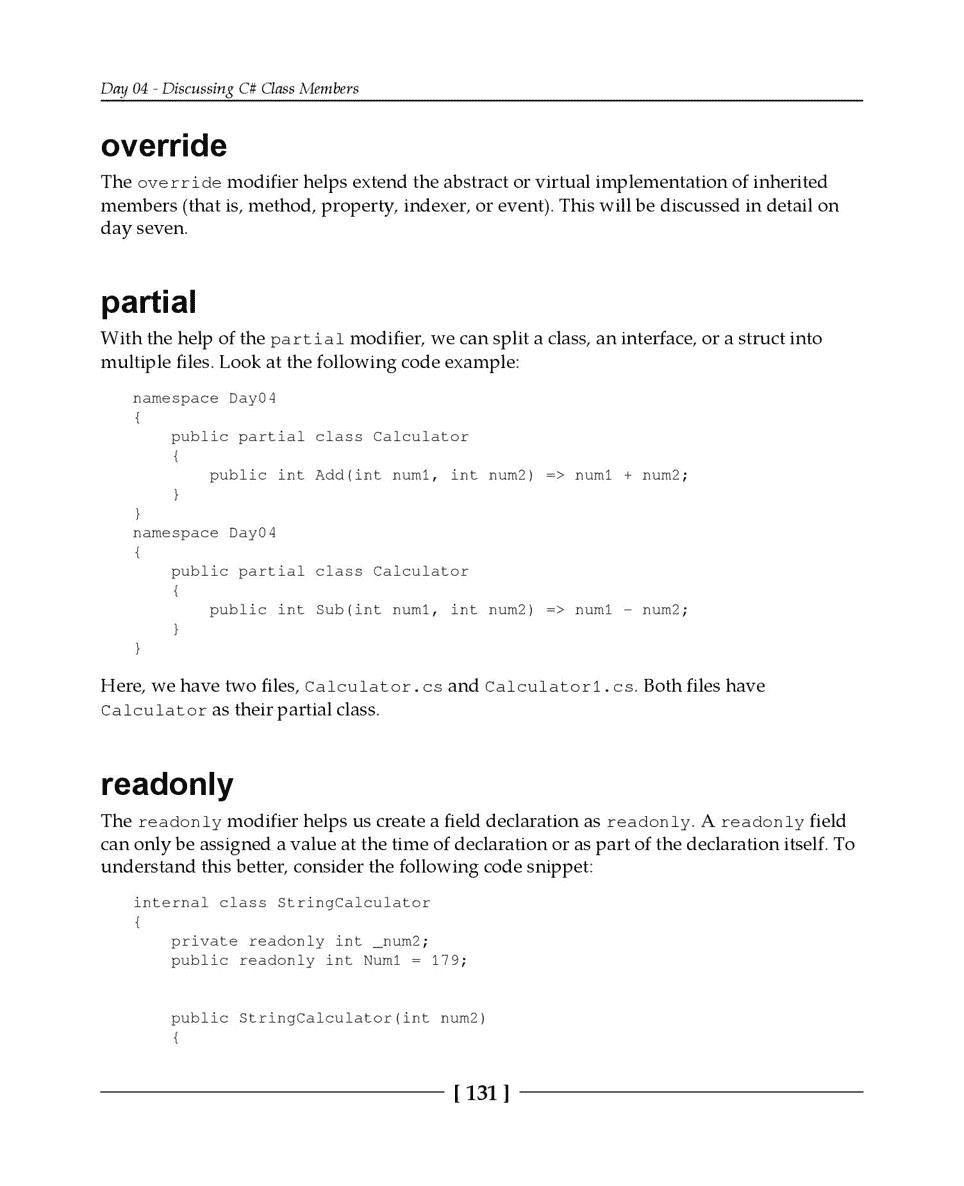 Day 04 - Discussing C# Class Members
override
The override modifier helps extend the abstract or virtual implementation of inherited
members (that is, method, property, indexer, or event). This will be discussed in detail on
day seven.
partial
With the help of the partial modifier, we can split a class, an interface, or a struct into
multiple files. Look at the following code example:
namespace Day04
{
    public partial class Calculator
    {
        public int Add(int num1, int num2) => num1 + num2;
    }
}
namespace Day04
{
    public partial class Calculator
    {
        public int Sub(int num1, int num2) => num1 - num2;
    }
}
Here, we have two files, Calculator.cs and Calculator1.cs. Both files have
Calculator as their partial class.
readonly
The readonly modifier helps us create a field declaration as readonly. A readonly field
can only be assigned a value at the time of declaration or as part of the declaration itself. To
understand this better, consider the following code snippet:
internal class StringCalculator
{
    private readonly int _num2;
    public readonly int Num1 = 179;
    public StringCalculator(int num2)
    {
[ 131 ]